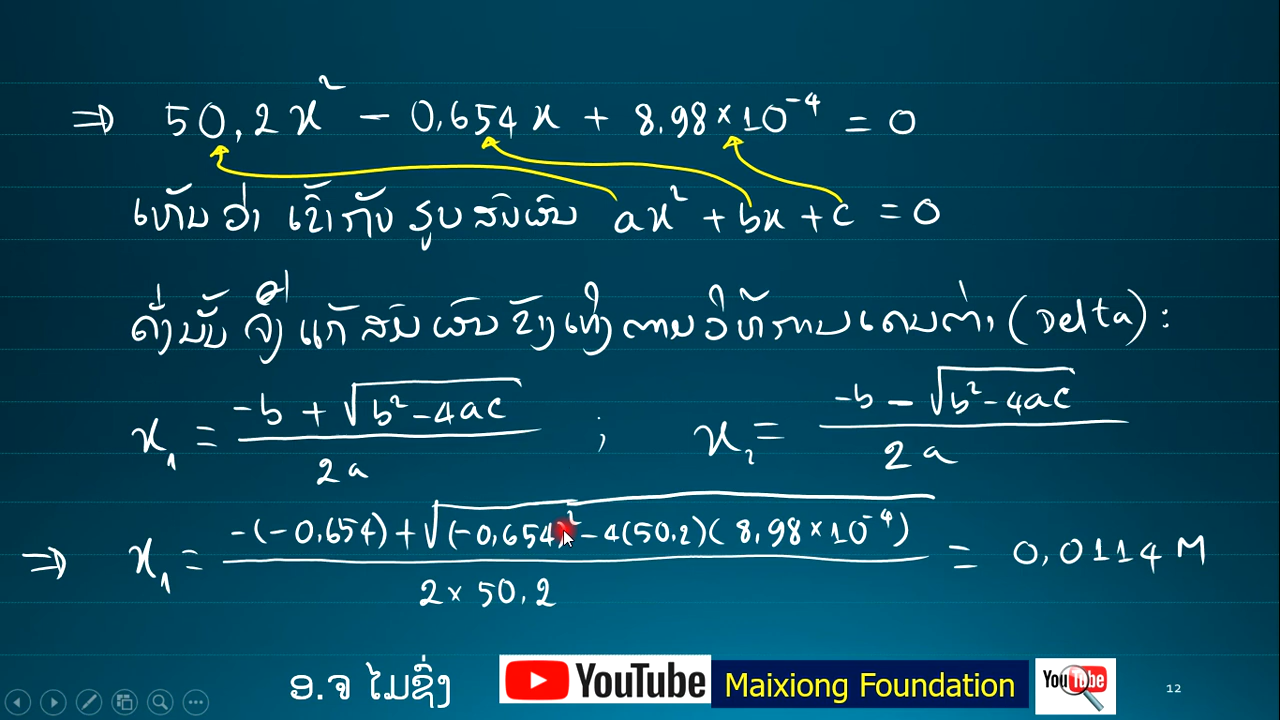 ⇒ 50,2x² − 0,654x + 8,98×10⁻⁴ = 0
ເຫັນວ່າ ເຂົ້າກັບ ຮູບສົມຜົນ ax² + bx + c = 0
ດັ່ງນັ້ນ ຈຶ່ງ ແກ້ ສົມຜົນ ຂ້າງເທິງ ຕາມວິທີການ (Delta) :
x₁ = (-b + √(b² - 4ac)) / 2a ; x₂ = (-b - √(b² - 4ac)) / 2a
⇒ x₁ = (-(-0,654) + √((-0,654)² - 4(50,2)(8,98×10⁻⁴))) / (2×50,2) = 0,0114 M
ອ.ຈ ໄມຊົ່ງ YouTube Maixiong Foundation YouTube 12